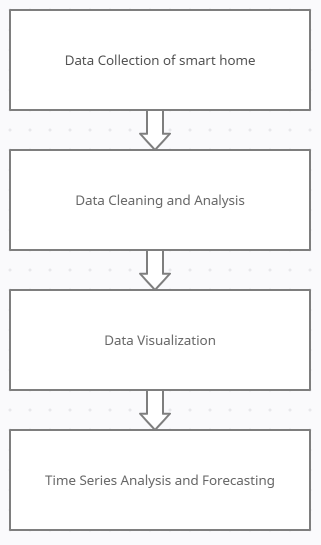 Data Collection of smart home
Data Cleaning and Analysis
Data Visualization
Time Series Analysis and Forecasting